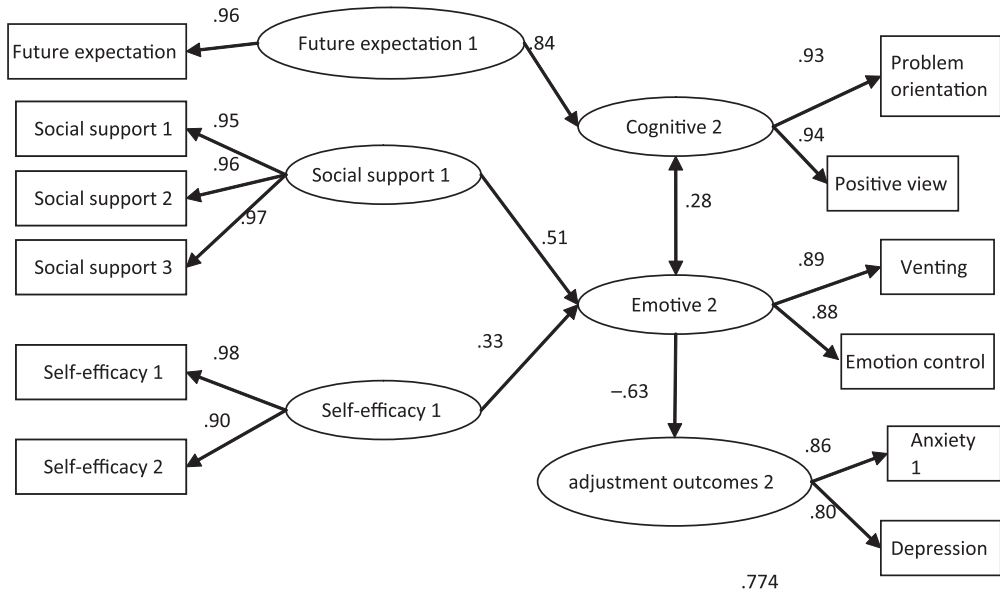 .96
Future expectation
Future expectation 1
.84
.93
Problem
orientation
Social support 1
.95
Cognitive 2
.94
Positive view
.96
Social support 1
Social support 2
.97
.28
Social support 3
.51
.89
Venting
Emotive 2
.88
.33
Emotion control
Self-efficacy 1
.98
.90
Self-efficacy 1
–.63
Self-efficacy 2
adjustment outcomes 2
.86
Anxiety
1
.80
Depression
.774